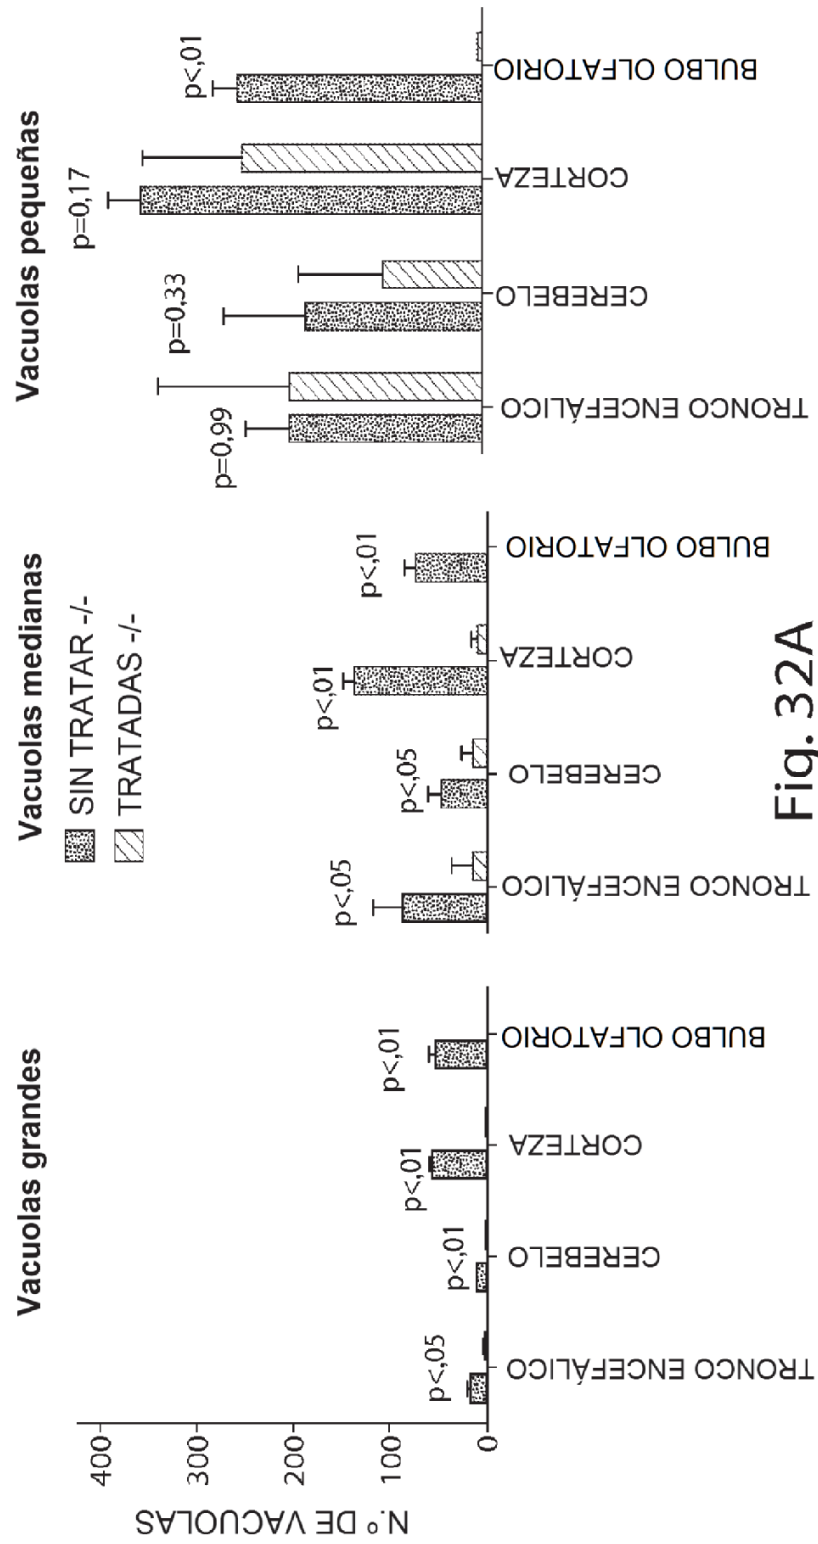 Vacuolas grandes
Vacuolas medianas
Vacuolas pequeñas
SIN TRATAR -/-
TRATADAS -/-
N.º DE VACUOLAS
400
300
200
100
0
p<,05
p<,01
p<,01
p<,01
TRONCO ENCEFÁLICO
CEREBELO
CORTEZA
BULBO OLFATORIO
p<,05
p<,05
p<,01
p<,01
TRONCO ENCEFÁLICO
CEREBELO
CORTEZA
BULBO OLFATORIO
p=0,99
p=0,33
p=0,17
p<,01
TRONCO ENCEFÁLICO
CEREBELO
CORTEZA
BULBO OLFATORIO
Fig. 32A